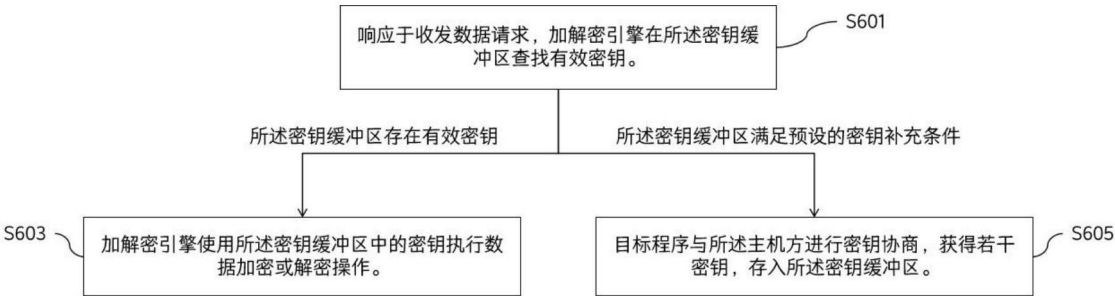 响应于收发数据请求，加解密引擎在所述密钥缓
冲区查找有效密钥。
S601
所述密钥缓冲区存在有效密钥
所述密钥缓冲区满足预设的密钥补充条件
S603
加解密引擎使用所述密钥缓冲区中的密钥执行数
据加密或解密操作。
目标程序与所述主机方进行密钥协商，获得若干
密钥，存入所述密钥缓冲区。
S605